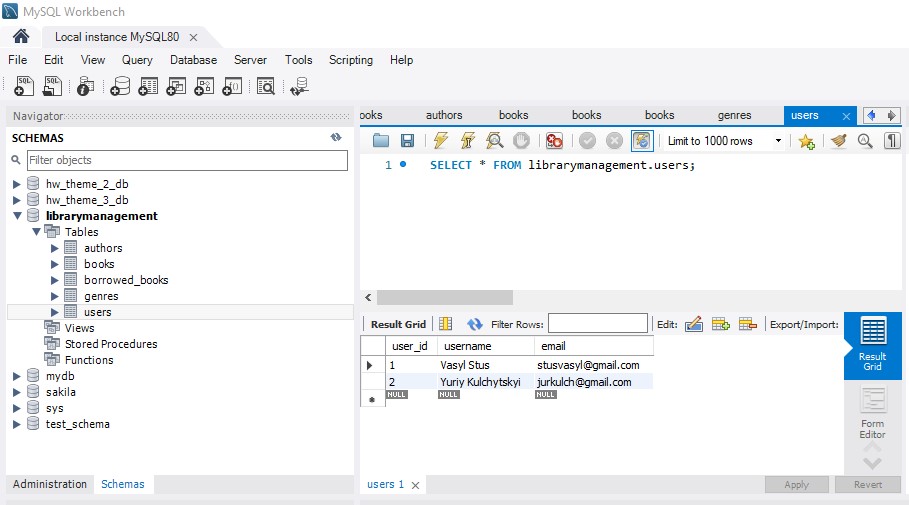 MySQL Workbench
Local instance MySQL80
File Edit View Query Database Server Tools Scripting Help
Navigator
SCHEMAS
Filter objects
hw_theme_2_db
hw_theme_3_db
librarymanagement
Tables
authors
books
borrowed_books
genres
users
Views
Stored Procedures
Functions
mydb
sakila
sys
test_schema
Administration Schemas
ooks authors books books books genres users
Limit to 1000 rows
1 SELECT * FROM librarymanagement.users;
Result Grid Filter Rows: Edit: Export/Import:
user_id username email
1 Vasyl Stus stusvasyl@gmail.com
2 Yuriy Kulchytskyi jurkulch@gmail.com
NULL NULL NULL
Result
Grid
Form
Editor
users 1
Apply Revert